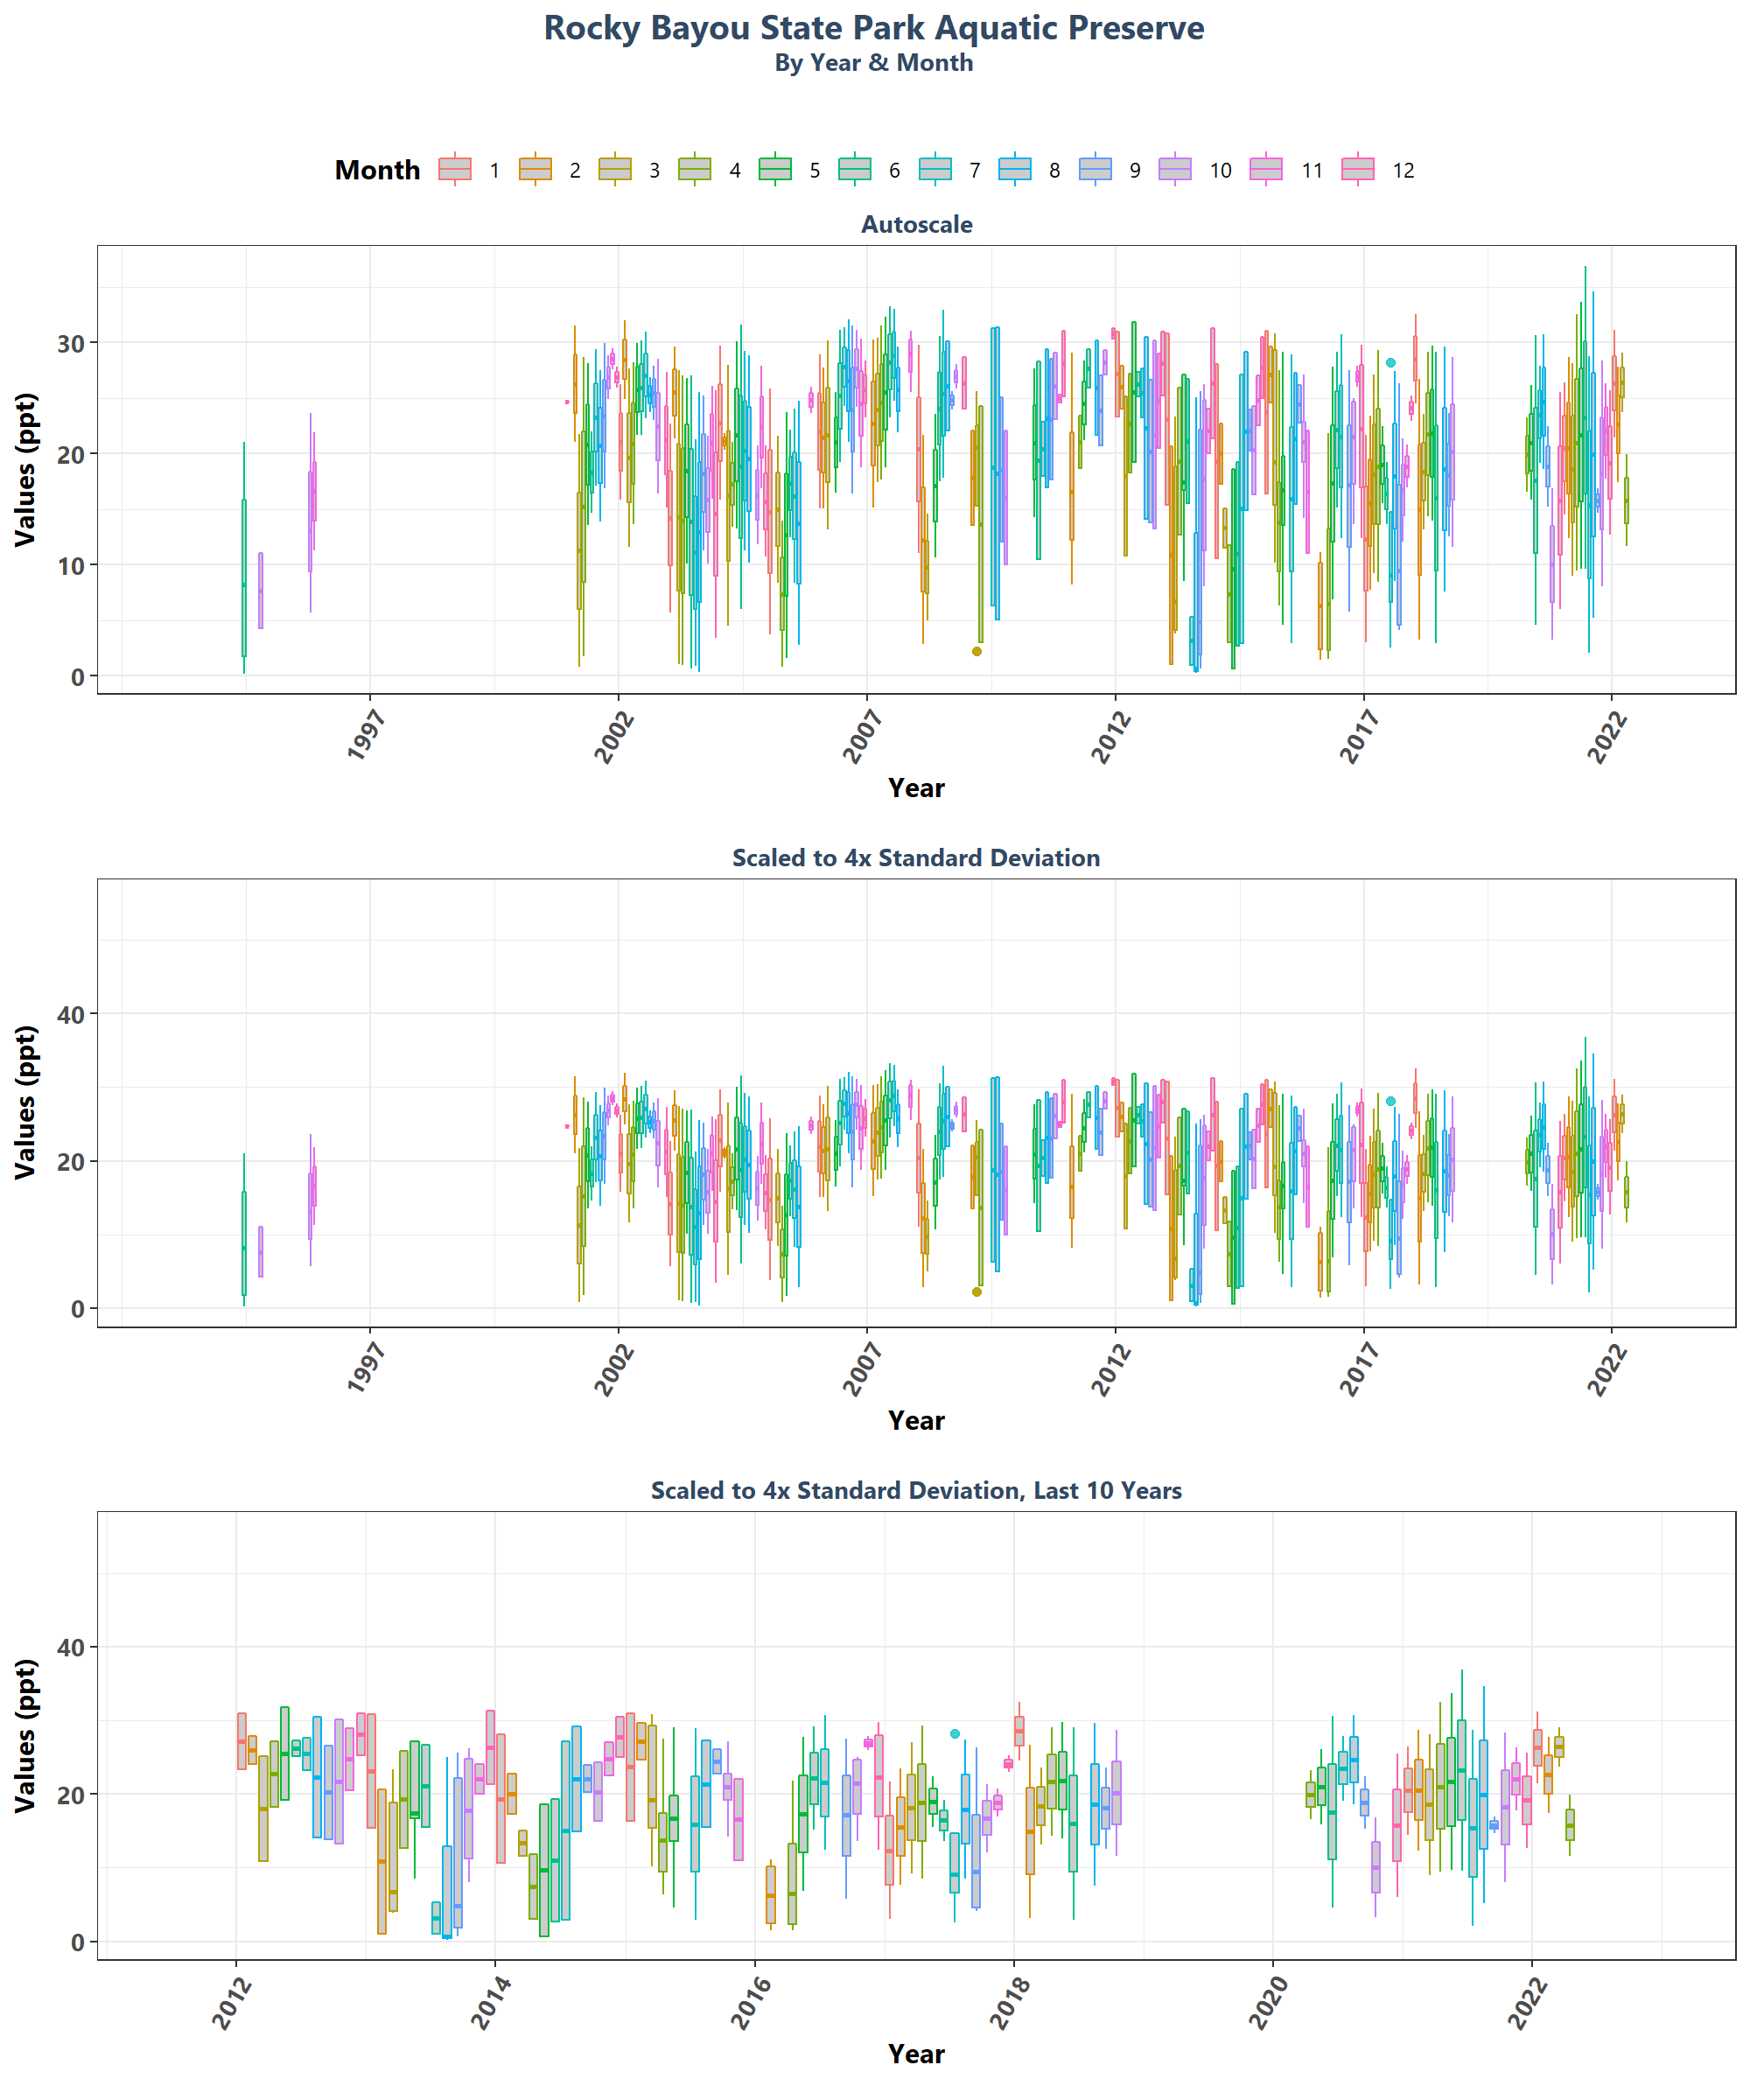 Rocky Bayou State Park Aquatic Preserve
By Year & Month
Month 1 2 3 4 5 6 7 8 9 10 11 12
Autoscale
Values (ppt)
30
20
10
0
1997 2002 2007 2012 2017 2022
Year
Scaled to 4x Standard Deviation
Values (ppt)
40
20
0
1997 2002 2007 2012 2017 2022
Year
Scaled to 4x Standard Deviation, Last 10 Years
Values (ppt)
40
20
0
2012 2014 2016 2018 2020 2022
Year